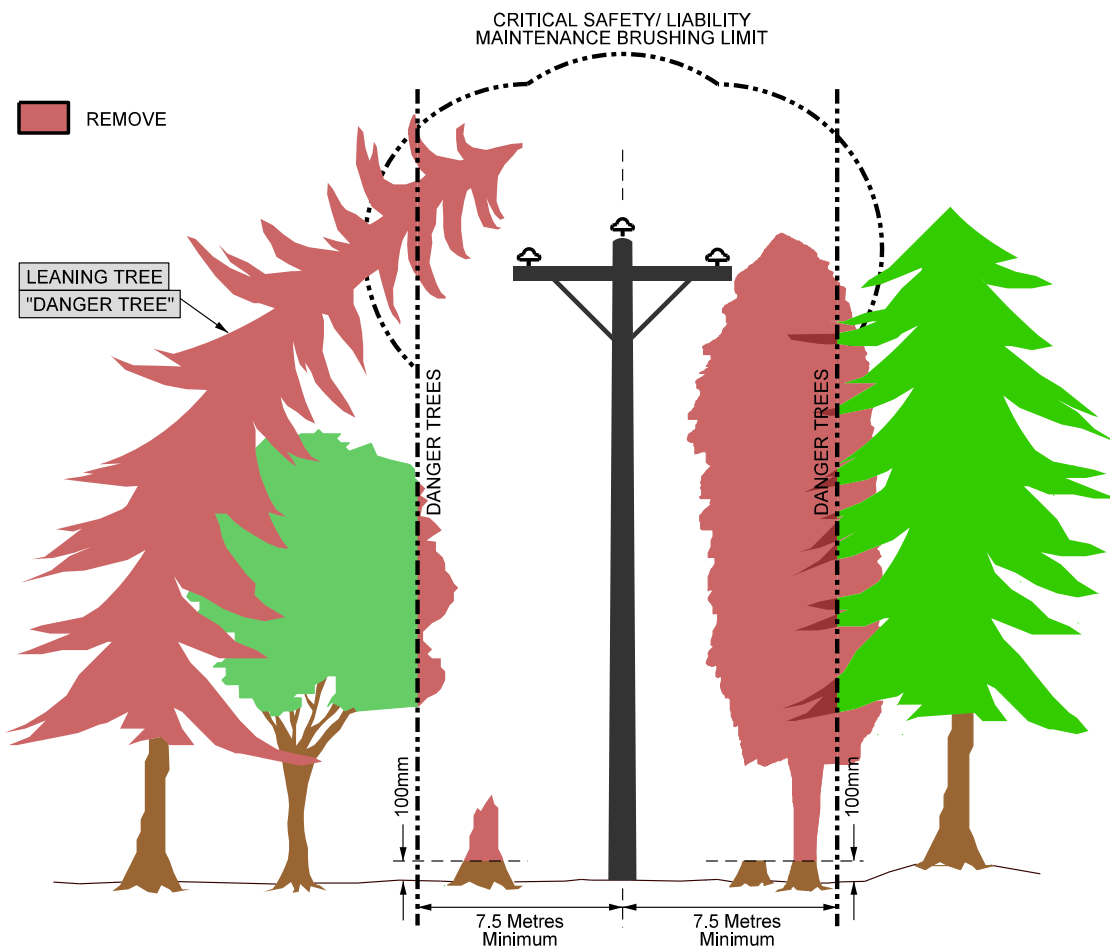 CRITICAL SAFETY/ LIABILITY
MAINTENANCE BRUSHING LIMIT
REMOVE
LEANING TREE
"DANGER TREE"
DANGER TREES
DANGER TREES
100mm
100mm
7.5 Metres
Minimum
7.5 Metres
Minimum